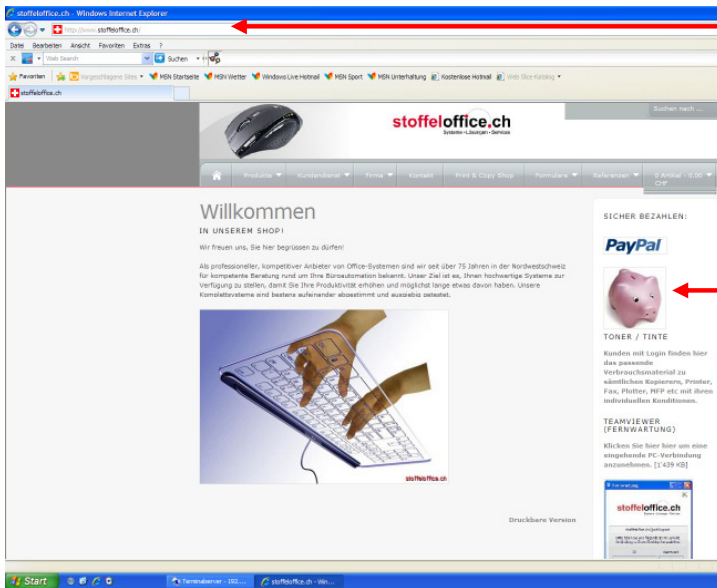 stoffeloffice.ch - Windows Internet Explorer
http://www.stoffeloffice.ch/
Datei Bearbeiten Ansicht Favoriten Extras ?
X Web Search Suchen
Favoriten Vorgeschlagene Sites MSN Startseite MSN Wetter Windows Live Hotmail MSN Sport MSN Unterhaltung Kostenlose Hotmail Web Slice-Katalog
stoffeloffice.ch
Suchen nach ...
stoffeloffice.ch
Systeme - Lösungen - Services
Produkte Kundendienst Firma Kontakt Print & Copy Shop Formulare Referenzen 0 Artikel - 0.00 CHF
Willkommen
IN UNSEREM SHOP!
Wir freuen uns, Sie hier begrüssen zu dürfen!
Als professioneller, kompetitiver Anbieter von Office-Systemen sind wir seit über 75 Jahren in der Nordwestschweiz
für kompetente Beratung rund um Ihre Büroautomation bekannt. Unser Ziel ist es, Ihnen hochwertige Systeme zur
Verfügung zu stellen, damit Sie Ihre Produktivität erhöhen und möglichst lange etwas davon haben. Unsere
Komplettsysteme sind bestens aufeinander abgestimmt und ausgiebig getestet.
stoffeloffice.ch
Druckbare Version
SICHER BEZAHLEN:
PayPal
TONER / TINTE
Kunden mit Login finden hier
das passende
Verbrauchsmaterial zu
sämtlichen Kopierern, Printer,
Fax, Plotter, MFP etc mit ihren
individuellen Konditionen.
TEAMVIEWER
(FERNWARTUNG)
Klicken Sie hier hier um eine
eingehende PC-Verbindung
anzunehmen. [1'439 KB]
Fernwartung
stoffeloffice.ch
Start
Terminalserver - 192....
stoffeloffice.ch - Win...